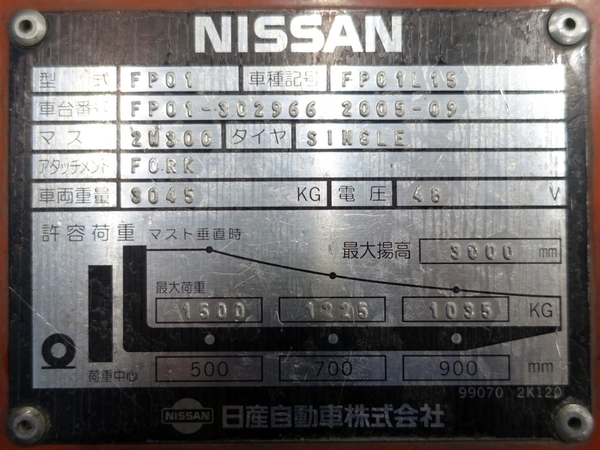 NISSAN
型 式 FP01 車種記号 FP01L15
車台番号 FP01-302966 2005-09
マ ス ト 2W300 タイヤ SINGLE
アタッチメント FORK
車両重量 3045 KG 電 圧 48 V
許容荷重 マスト垂直時 最大揚高 3000 mm
最大荷重
1500 1225 1035 KG
荷重中心 500 700 900 mm
99070 2K120
NISSAN 日産自動車株式会社